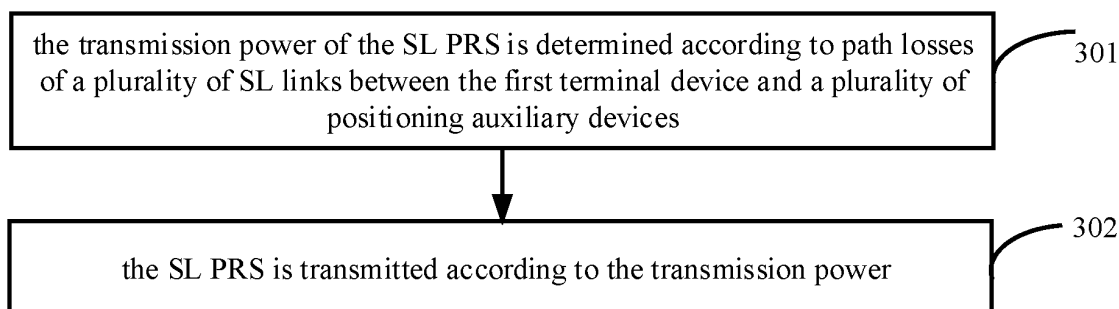 the transmission power of the SL PRS is determined according to path losses
of a plurality of SL links between the first terminal device and a plurality of
positioning auxiliary devices
301
302
the SL PRS is transmitted according to the transmission power